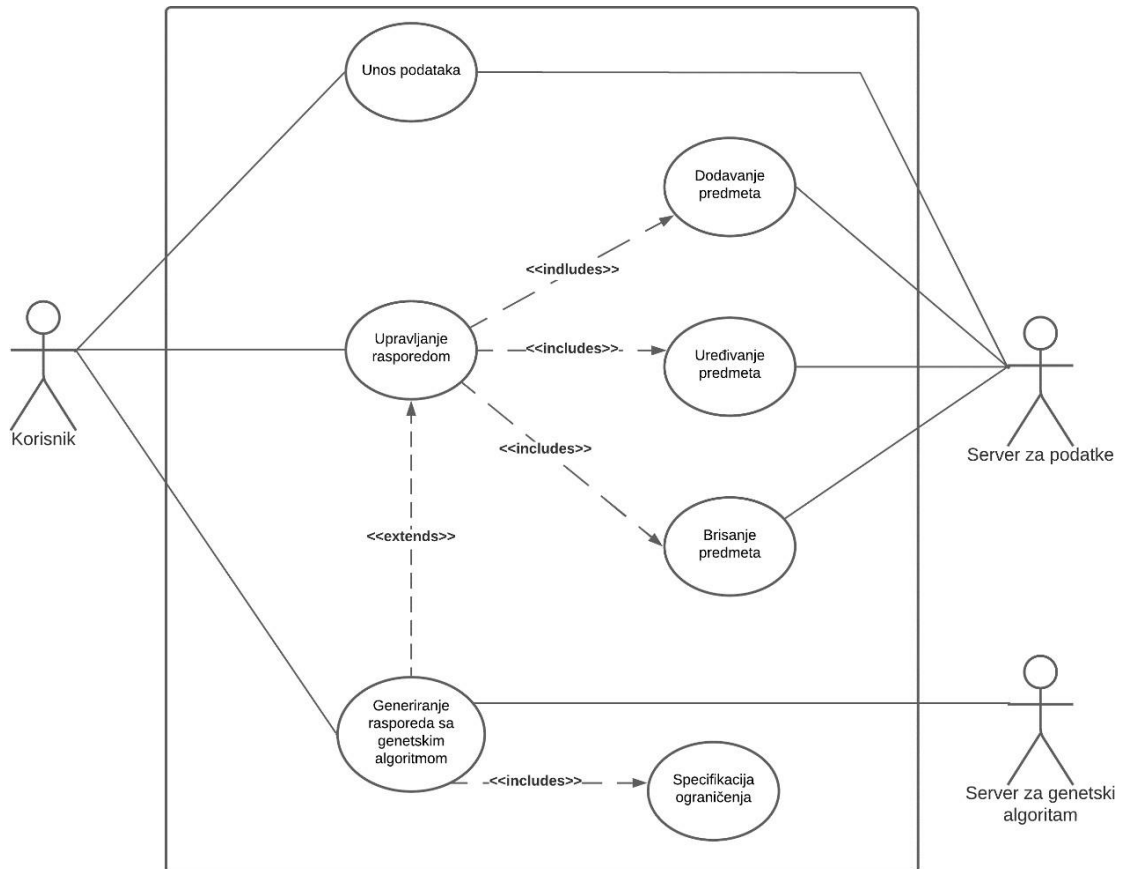 Unos podataka
Dodavanje
predmeta
<<indludes>>
Upravljanje
rasporedom
<<includes>>
Uređivanje
predmeta
Korisnik
<<includes>>
Server za podatke
<<extends>>
Brisanje
predmeta
Generiranje
rasporeda sa
genetskim
algoritmom
<<includes>>
Specifikacija
ograničenja
Server za genetski
algoritam